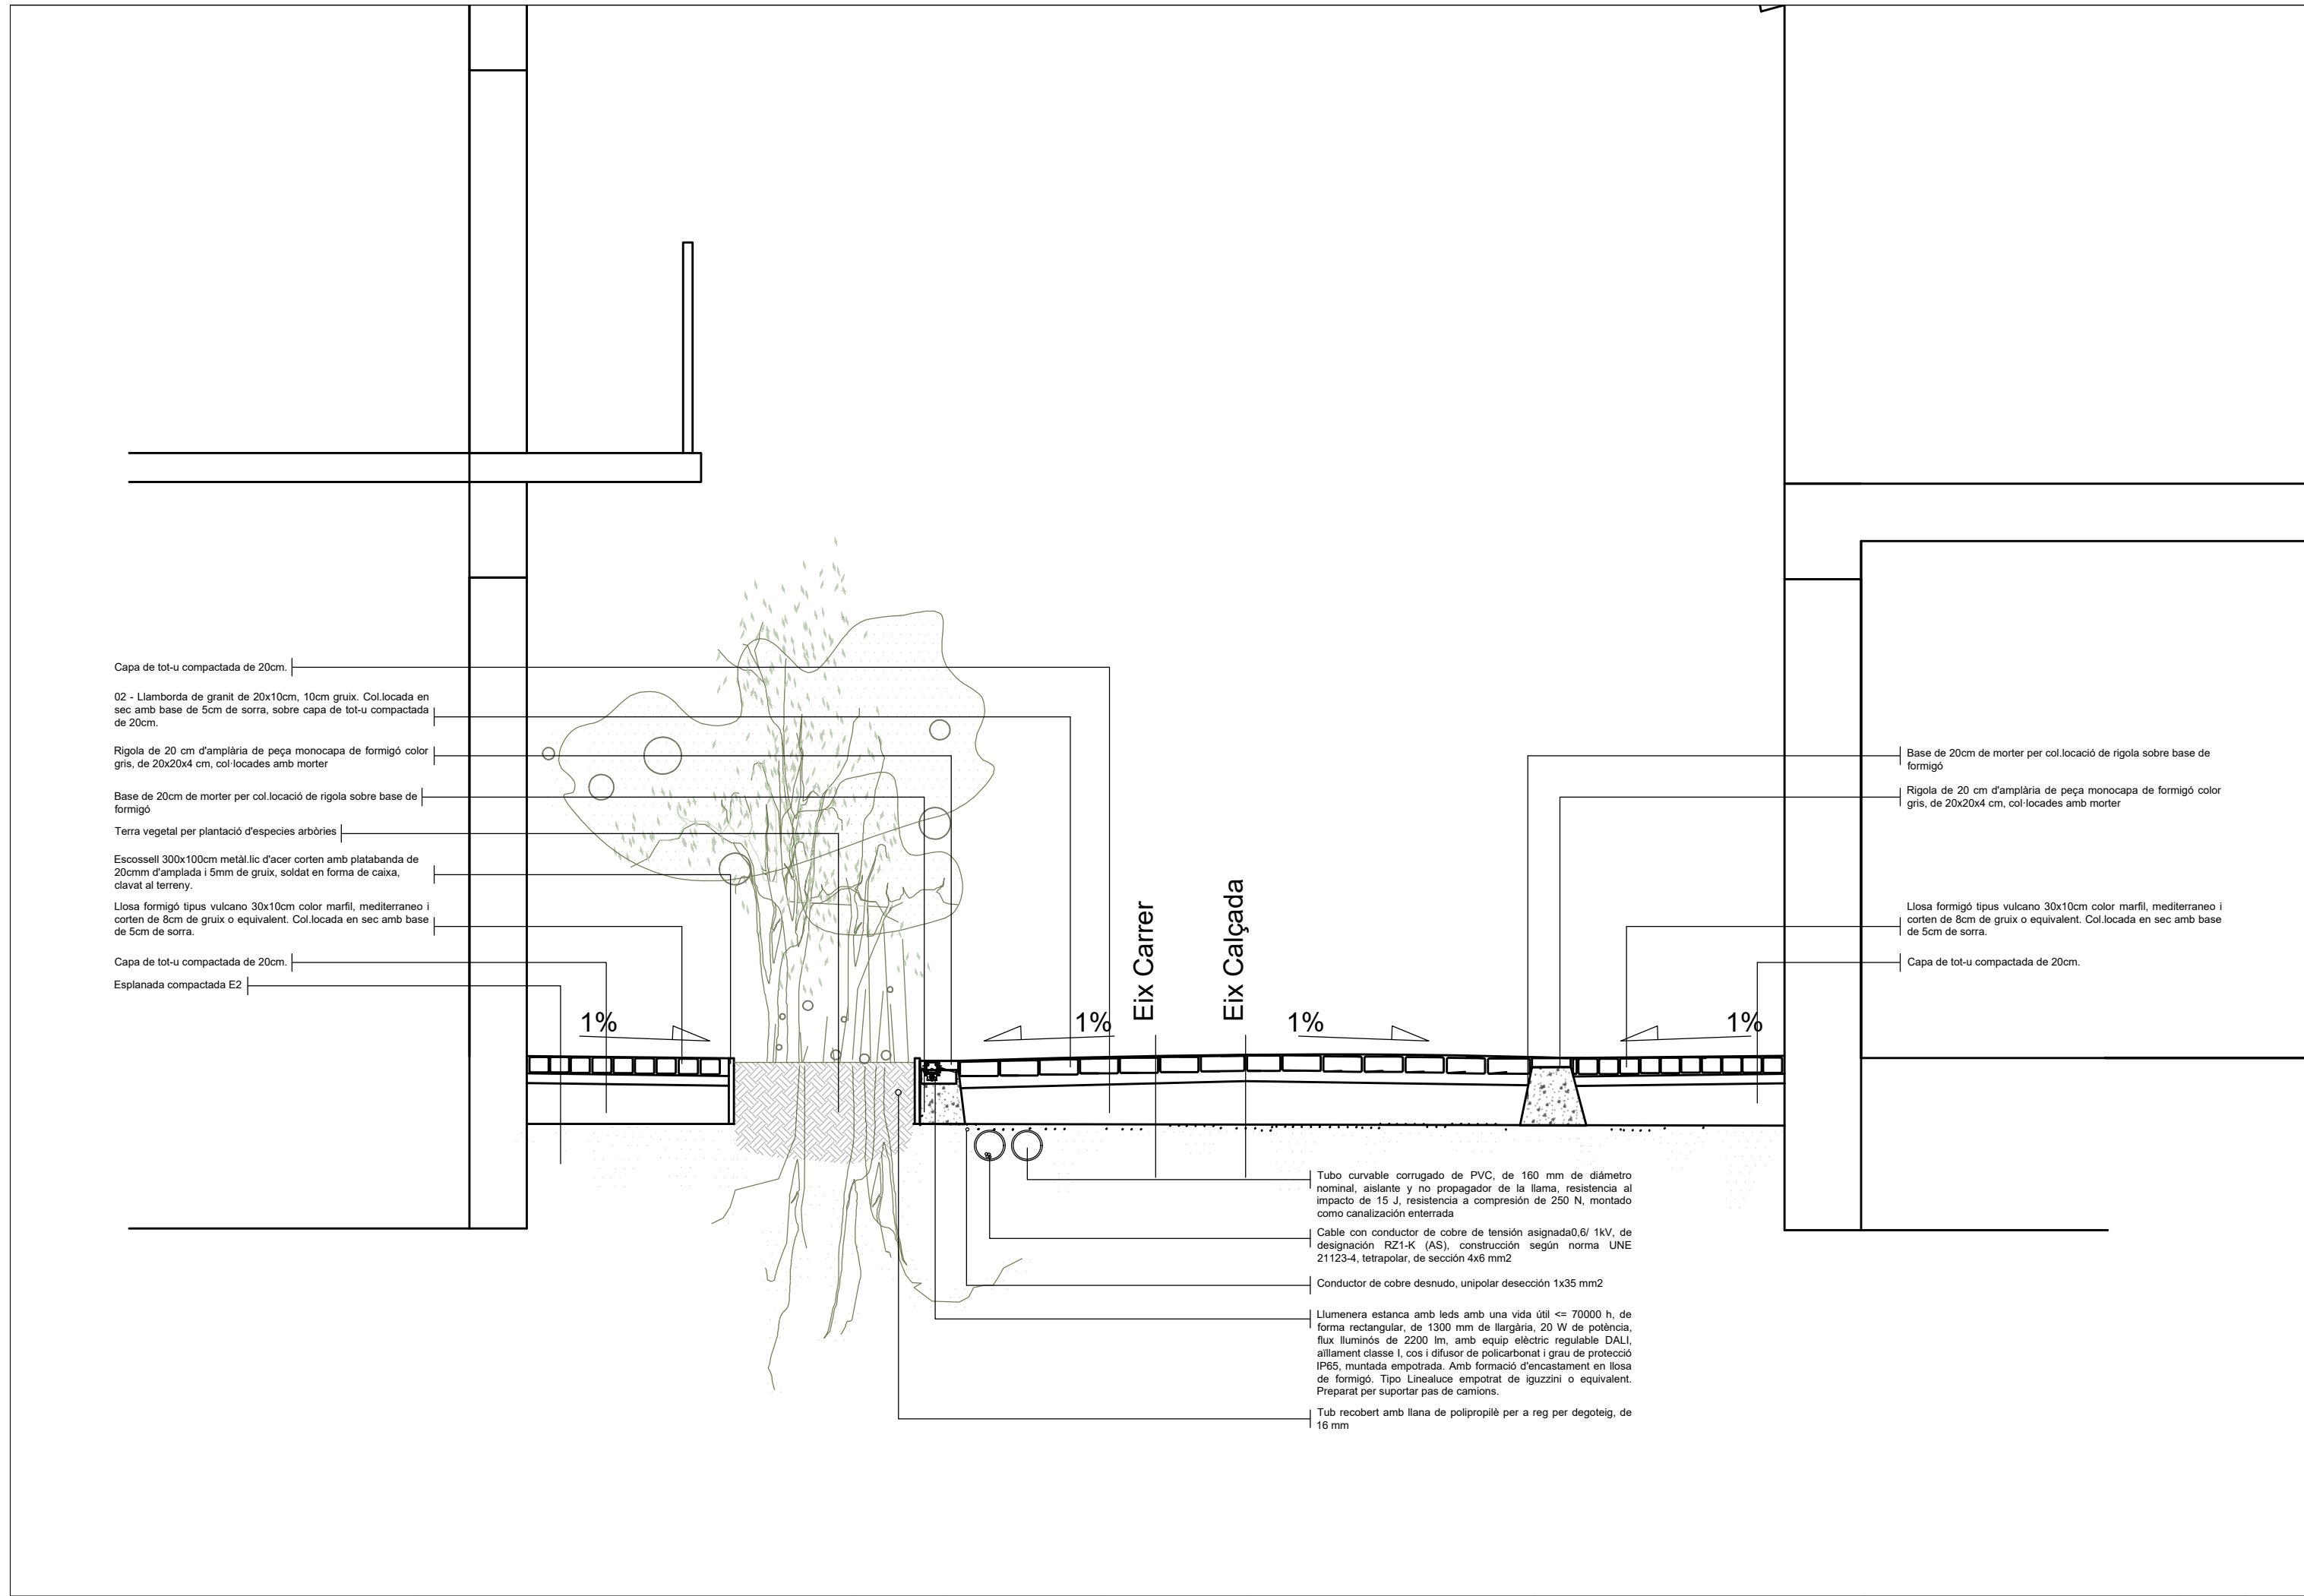 Capa de tot-u compactada de 20cm.
02 - Llamborda de granit de 20x10cm, 10cm gruix. Col.locada en
sec amb base de 5cm de sorra, sobre capa de tot-u compactada
de 20cm.
Rigola de 20 cm d'amplària de peça monocapa de formigó color
gris, de 20x20x4 cm, col·locades amb morter
Base de 20cm de morter per col.locació de rigola sobre base de
formigó
Terra vegetal per plantació d'especies arbòries
Escossell 300x100cm metàl.lic d'acer corten amb platabanda de
20cmm d'amplada i 5mm de gruix, soldat en forma de caixa,
clavat al terreny.
Llosa formigó tipus vulcano 30x10cm color marfil, mediterraneo i
corten de 8cm de gruix o equivalent. Col.locada en sec amb base
de 5cm de sorra.
Capa de tot-u compactada de 20cm.
Esplanada compactada E2
1%
1%
Eix Carrer
Eix Calçada
1%
1%
Base de 20cm de morter per col.locació de rigola sobre base de
formigó
Rigola de 20 cm d'amplària de peça monocapa de formigó color
gris, de 20x20x4 cm, col·locades amb morter
Llosa formigó tipus vulcano 30x10cm color marfil, mediterraneo i
corten de 8cm de gruix o equivalent. Col.locada en sec amb base
de 5cm de sorra.
Capa de tot-u compactada de 20cm.
Tubo curvable corrugado de PVC, de 160 mm de diámetro
nominal, aislante y no propagador de la llama, resistencia al
impacto de 15 J, resistencia a compresión de 250 N, montado
como canalización enterrada
Cable con conductor de cobre de tensión asignada0,6/ 1kV, de
designación RZ1-K (AS), construcción según norma UNE
21123-4, tetrapolar, de sección 4x6 mm2
Conductor de cobre desnudo, unipolar desección 1x35 mm2
Llumenera estanca amb leds amb una vida útil <= 70000 h, de
forma rectangular, de 1300 mm de llargària, 20 W de potència,
flux lluminós de 2200 lm, amb equip elèctric regulable DALI,
aïllament classe I, cos i difusor de policarbonat i grau de protecció
IP65, muntada empotrada. Amb formació d'encastament en llosa
de formigó. Tipo Linealuce empotrat de iguzzini o equivalent.
Preparat per suportar pas de camions.
Tub recobert amb llana de polipropilè per a reg per degoteig, de
16 mm